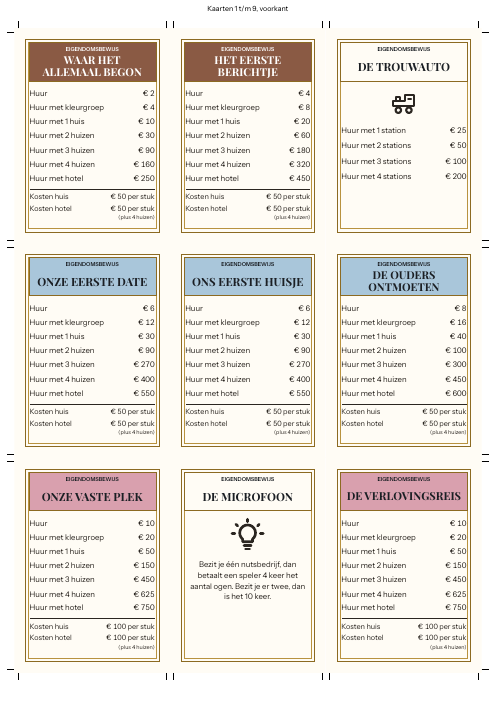 Kaarten 1 t/m 9, voorkant
EIGENDOMSBEWIJS
WAAR HET
ALLEMAAL BEGON
Huur € 2
Huur met kleurgroep € 4
Huur met 1 huis € 10
Huur met 2 huizen € 30
Huur met 3 huizen € 90
Huur met 4 huizen € 160
Huur met hotel € 250
Kosten huis € 50 per stuk
Kosten hotel € 50 per stuk
(plus 4 huizen)
EIGENDOMSBEWIJS
HET EERSTE
BERICHTJE
Huur € 4
Huur met kleurgroep € 8
Huur met 1 huis € 20
Huur met 2 huizen € 60
Huur met 3 huizen € 180
Huur met 4 huizen € 320
Huur met hotel € 450
Kosten huis € 50 per stuk
Kosten hotel € 50 per stuk
(plus 4 huizen)
EIGENDOMSBEWIJS
DE TROUWAUTO
Huur met 1 station € 25
Huur met 2 stations € 50
Huur met 3 stations € 100
Huur met 4 stations € 200
EIGENDOMSBEWIJS
ONZE EERSTE DATE
Huur € 6
Huur met kleurgroep € 12
Huur met 1 huis € 30
Huur met 2 huizen € 90
Huur met 3 huizen € 270
Huur met 4 huizen € 400
Huur met hotel € 550
Kosten huis € 50 per stuk
Kosten hotel € 50 per stuk
(plus 4 huizen)
EIGENDOMSBEWIJS
ONS EERSTE HUISJE
Huur € 6
Huur met kleurgroep € 12
Huur met 1 huis € 30
Huur met 2 huizen € 90
Huur met 3 huizen € 270
Huur met 4 huizen € 400
Huur met hotel € 550
Kosten huis € 50 per stuk
Kosten hotel € 50 per stuk
(plus 4 huizen)
EIGENDOMSBEWIJS
DE OUDERS
ONTMOETEN
Huur € 8
Huur met kleurgroep € 16
Huur met 1 huis € 40
Huur met 2 huizen € 100
Huur met 3 huizen € 300
Huur met 4 huizen € 450
Huur met hotel € 600
Kosten huis € 50 per stuk
Kosten hotel € 50 per stuk
(plus 4 huizen)
EIGENDOMSBEWIJS
ONZE VASTE PLEK
Huur € 10
Huur met kleurgroep € 20
Huur met 1 huis € 50
Huur met 2 huizen € 150
Huur met 3 huizen € 450
Huur met 4 huizen € 625
Huur met hotel € 750
Kosten huis € 100 per stuk
Kosten hotel € 100 per stuk
(plus 4 huizen)
EIGENDOMSBEWIJS
DE MICROFOON
Bezit je één nutsbedrijf, dan
betaalt een speler 4 keer het
aantal ogen. Bezit je er twee, dan
is het 10 keer.
EIGENDOMSBEWIJS
DE VERLOVINGSREIS
Huur € 10
Huur met kleurgroep € 20
Huur met 1 huis € 50
Huur met 2 huizen € 150
Huur met 3 huizen € 450
Huur met 4 huizen € 625
Huur met hotel € 750
Kosten huis € 100 per stuk
Kosten hotel € 100 per stuk
(plus 4 huizen)